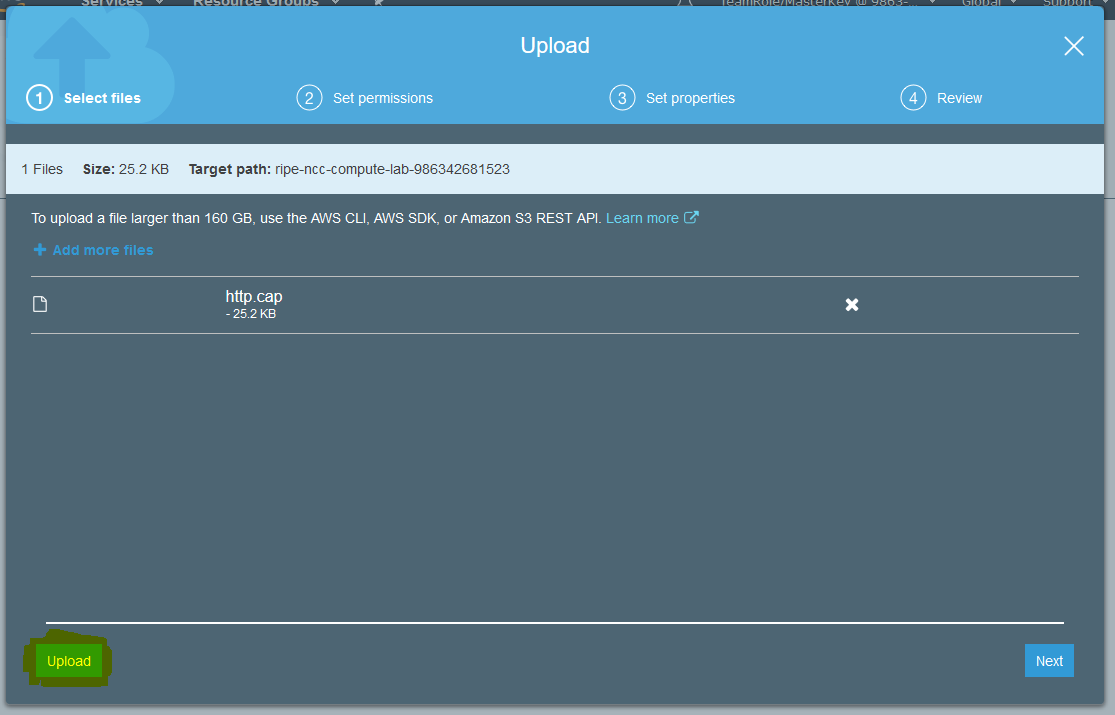 Services Resource Groups TeamRole/MasterKey @ 9863-... Global Support
Upload
1 Select files 2 Set permissions 3 Set properties 4 Review
1 Files Size: 25.2 KB Target path: ripe-ncc-compute-lab-986342681523
To upload a file larger than 160 GB, use the AWS CLI, AWS SDK, or Amazon S3 REST API. Learn more
Add more files
http.cap
- 25.2 KB
Upload Next